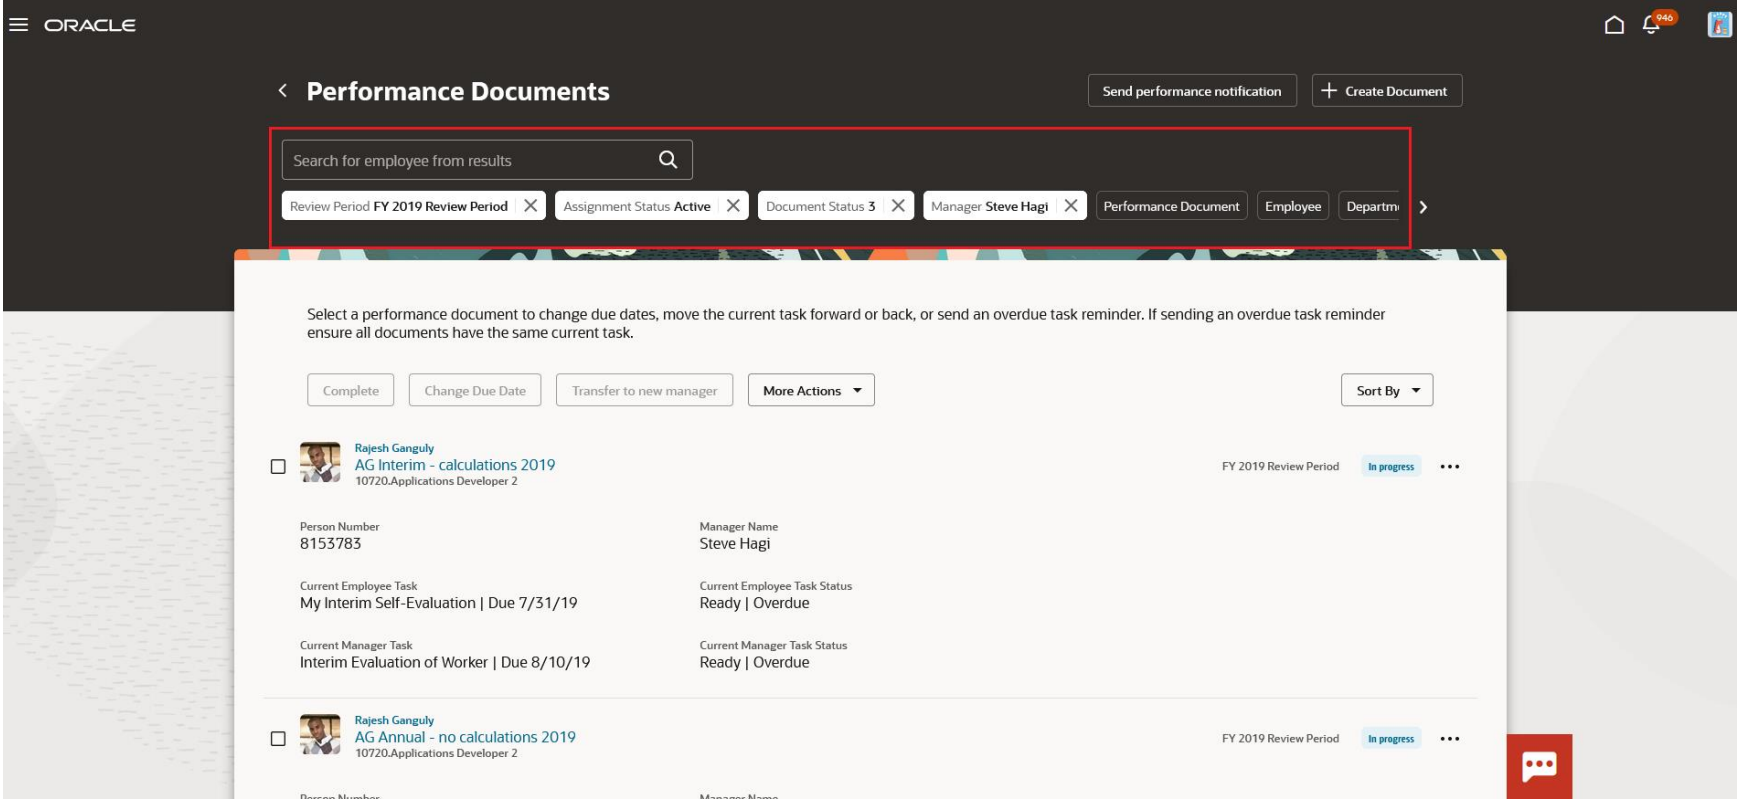 ORACLE
946
Performance Documents
Send performance notification
Create Document
Search for employee from results
Review Period FY 2019 Review Period
Assignment Status Active
Document Status 3
Manager Steve Hagi
Performance Document
Employee
Departme
Select a performance document to change due dates, move the current task forward or back, or send an overdue task reminder. If sending an overdue task reminder
ensure all documents have the same current task.
Complete
Change Due Date
Transfer to new manager
More Actions
Sort By
Rajesh Ganguly
AG Interim - calculations 2019
10720.Applications Developer 2
FY 2019 Review Period
In progress
Person Number
8153783
Manager Name
Steve Hagi
Current Employee Task
My Interim Self-Evaluation | Due 7/31/19
Current Employee Task Status
Ready | Overdue
Current Manager Task
Interim Evaluation of Worker | Due 8/10/19
Current Manager Task Status
Ready | Overdue
Rajesh Ganguly
AG Annual - no calculations 2019
10720.Applications Developer 2
FY 2019 Review Period
In progress
Person Number
Manager Name